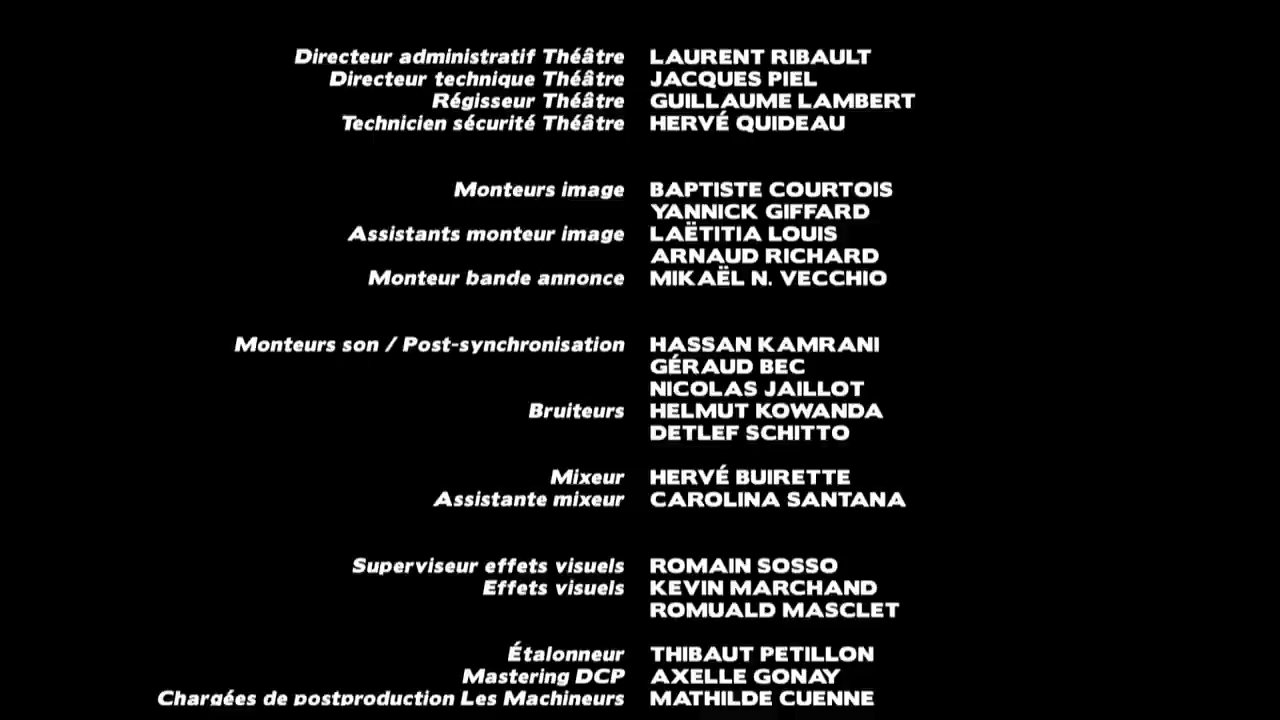 Directeur administratif Théâtre LAURENT RIBAULT
Directeur technique Théâtre JACQUES PIEL
Régisseur Théâtre GUILLAUME LAMBERT
Technicien sécurité Théâtre HERVÉ QUIDEAU
Monteurs image BAPTISTE COURTOIS
YANNICK GIFFARD
Assistants monteur image LAËTITIA LOUIS
ARNAUD RICHARD
Monteur bande annonce MIKAËL N. VECCHIO
Monteurs son / Post-synchronisation HASSAN KAMRANI
GÉRAUD BEC
NICOLAS JAILLOT
Bruiteurs HELMUT KOWANDA
DETLEF SCHITTO
Mixeur HERVÉ BUIRETTE
Assistante mixeur CAROLINA SANTANA
Superviseur effets visuels ROMAIN SOSSO
Effets visuels KEVIN MARCHAND
ROMUALD MASCLET
Étalonneur THIBAUT PETILLON
Mastering DCP AXELLE GONAY
Chargées de postproduction Les Machineurs MATHILDE CUENNE